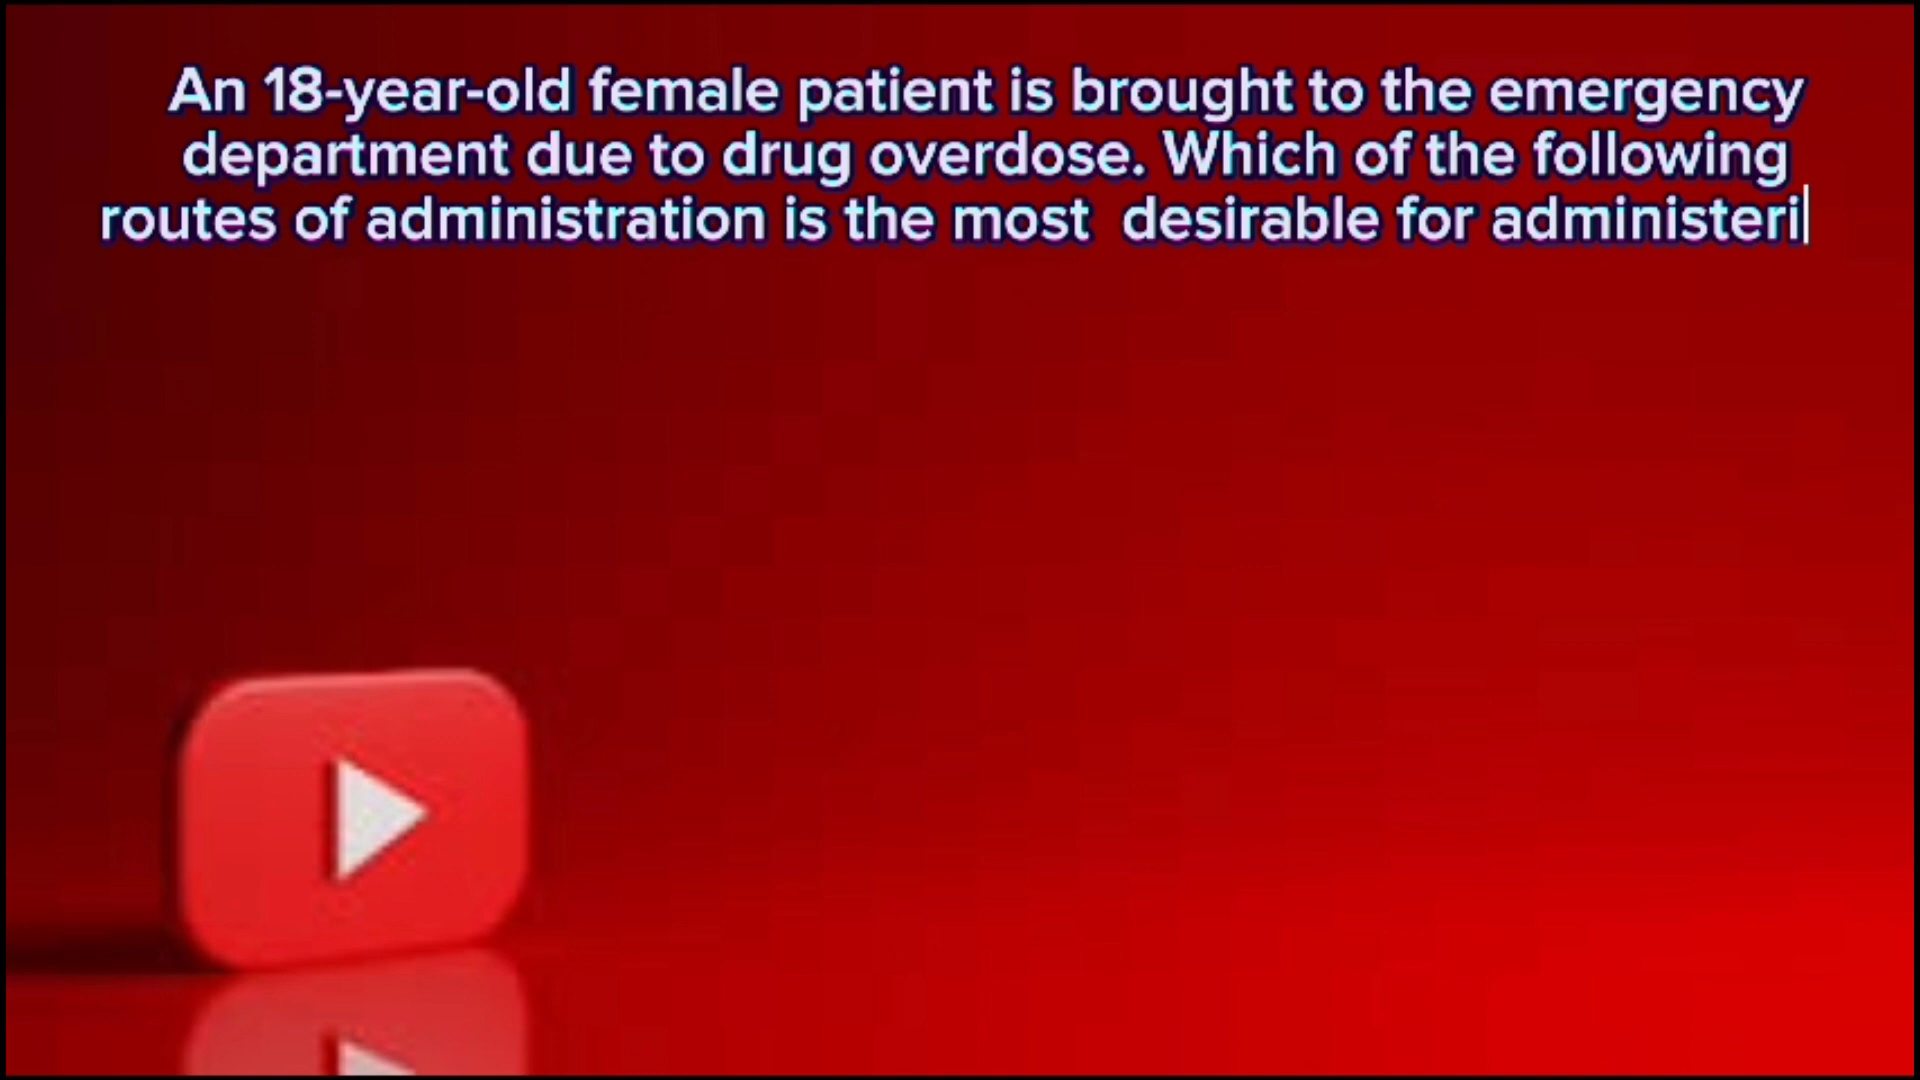 An 18-year-old female patient is brought to the emergency
department due to drug overdose. Which of the following
routes of administration is the most  desirable for administeri